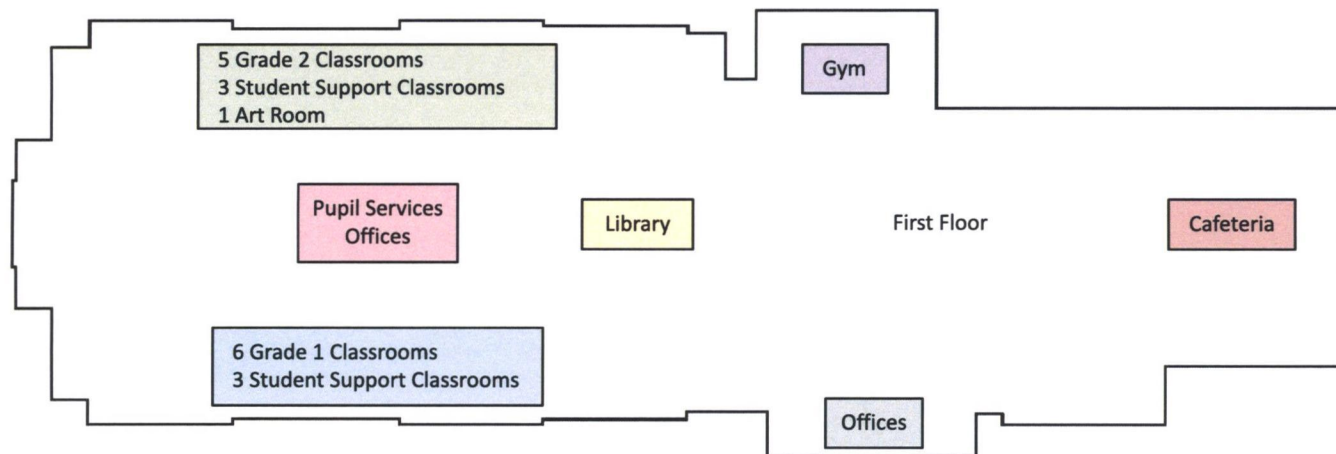 5 Grade 2 Classrooms
3 Student Support Classrooms
1 Art Room
Gym
Pupil Services
Offices
Library
First Floor
Cafeteria
6 Grade 1 Classrooms
3 Student Support Classrooms
Offices